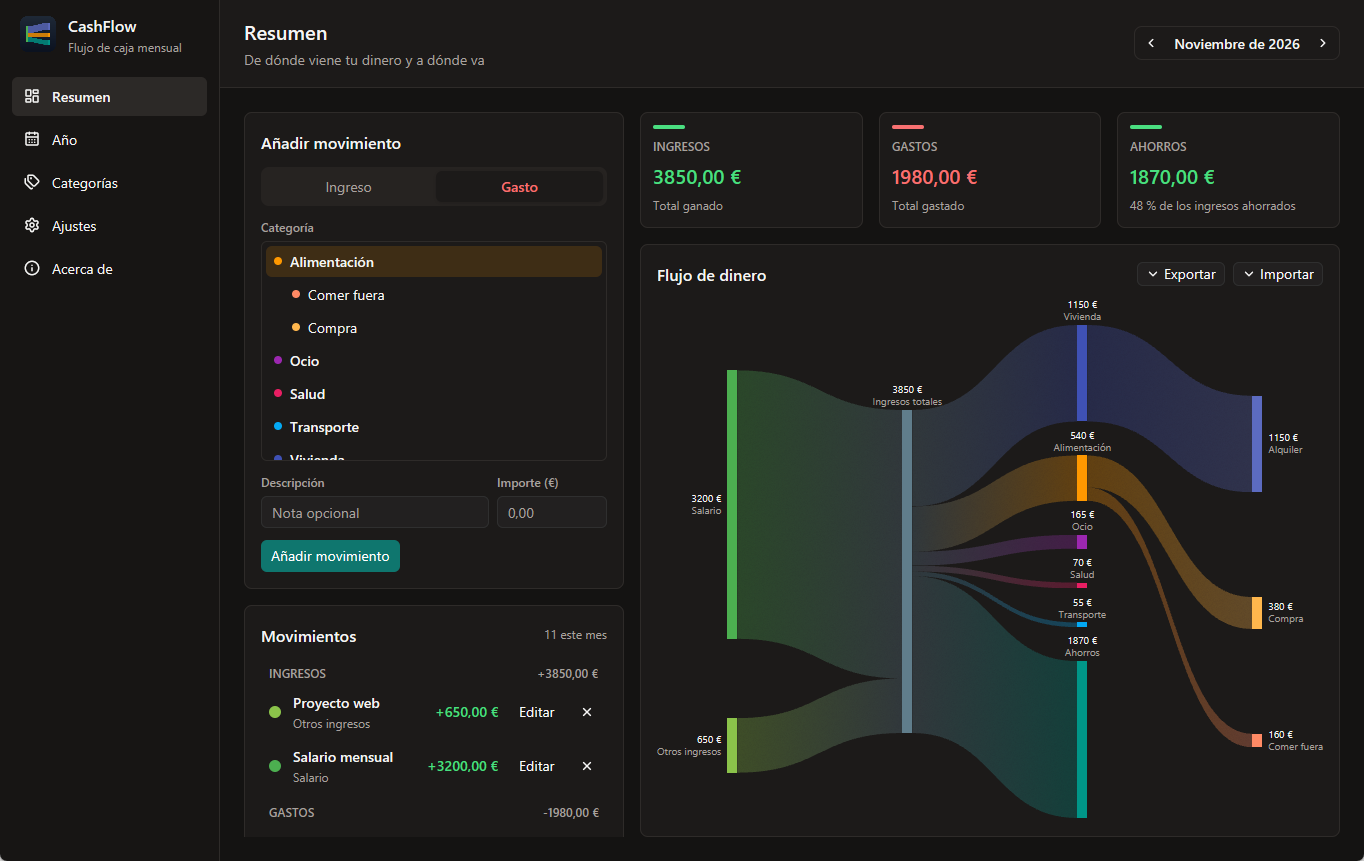 CashFlow
Flujo de caja mensual
Resumen
Año
Categorías
Ajustes
Acerca de
Resumen
De dónde viene tu dinero y a dónde va
Noviembre de 2026
Añadir movimiento
Ingreso
Gasto
Categoría
Alimentación
Comer fuera
Compra
Ocio
Salud
Transporte
Vivienda
Descripción
Importe (€)
Nota opcional
0,00
Añadir movimiento
Movimientos
11 este mes
INGRESOS
+3850,00 €
Proyecto web
Otros ingresos
+650,00 €
Editar
Salario mensual
Salario
+3200,00 €
Editar
GASTOS
-1980,00 €
INGRESOS
3850,00 €
Total ganado
GASTOS
1980,00 €
Total gastado
AHORROS
1870,00 €
48 % de los ingresos ahorrados
Flujo de dinero
Exportar
Importar
3200 €
Salario
650 €
Otros ingresos
3850 €
Ingresos totales
1150 €
Vivienda
540 €
Alimentación
165 €
Ocio
70 €
Salud
55 €
Transporte
1870 €
Ahorros
1150 €
Alquiler
380 €
Compra
160 €
Comer fuera